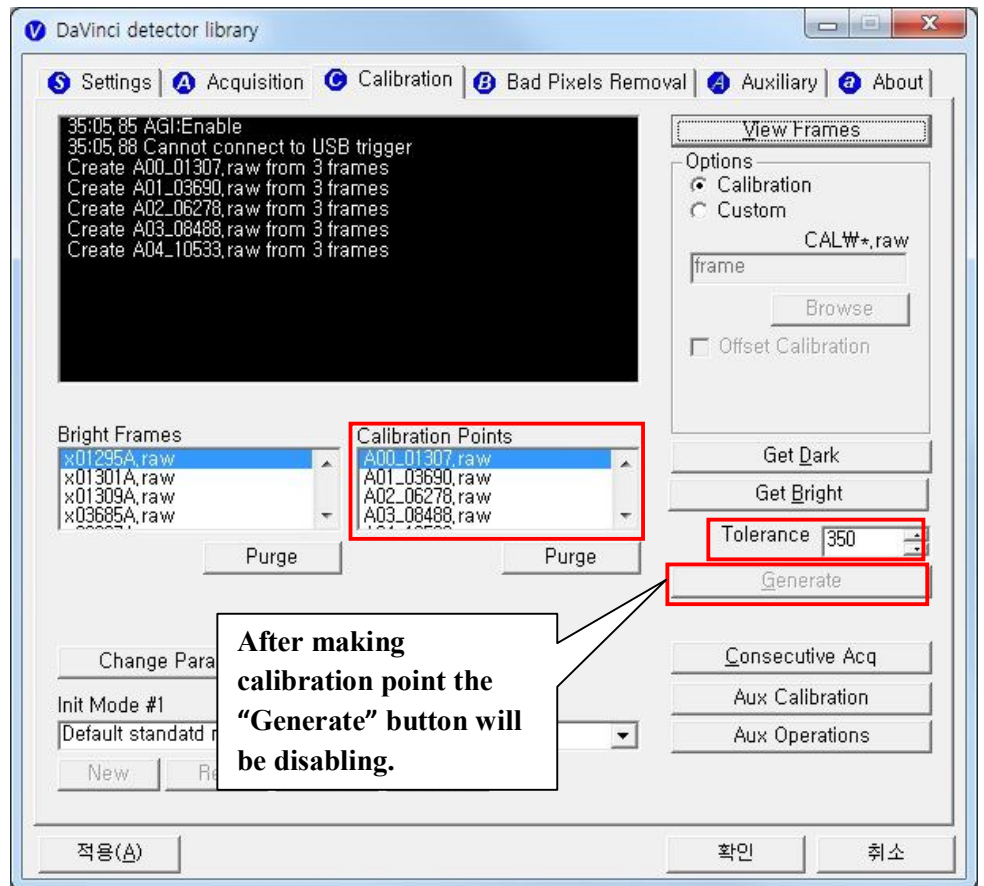 DaVinci detector library
Settings
Acquisition
Calibration
Bad Pixels Removal
Auxiliary
About
35:05,85 AGI:Enable
35:05,88 Cannot connect to USB trigger
Create A00_01307,raw from 3 frames
Create A01_03690,raw from 3 frames
Create A02_06278,raw from 3 frames
Create A03_08488,raw from 3 frames
Create A04_10533,raw from 3 frames
View Frames
Options
Calibration
Custom
CAL₩*,raw
frame
Browse
Offset Calibration
Bright Frames
x01295A,raw
x01301A,raw
x01309A,raw
x03685A,raw
Purge
Calibration Points
A00_01307,raw
A01_03690,raw
A02_06278,raw
A03_08488,raw
Purge
Get Dark
Get Bright
Tolerance 350
Generate
After making
calibration point the
“Generate” button will
be disabling.
Change Para
Init Mode #1
Default standatd
New
Consecutive Acq
Aux Calibration
Aux Operations
적용(A)
확인
취소